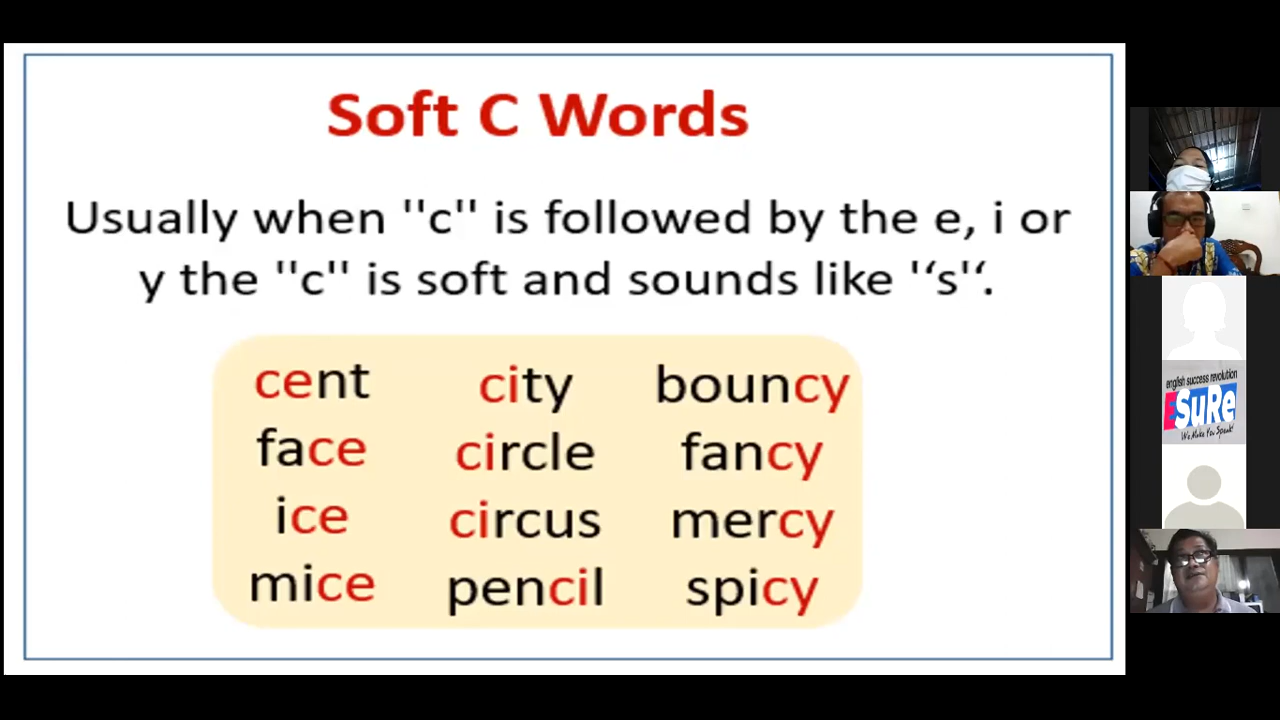 Soft C Words
Usually when ''c'' is followed by the e, i or
y the ''c'' is soft and sounds like '‘s'‘.
cent city bouncy
face circle fancy
ice circus mercy
mice pencil spicy
english success revolution
eSuRe
We Make You Speak!